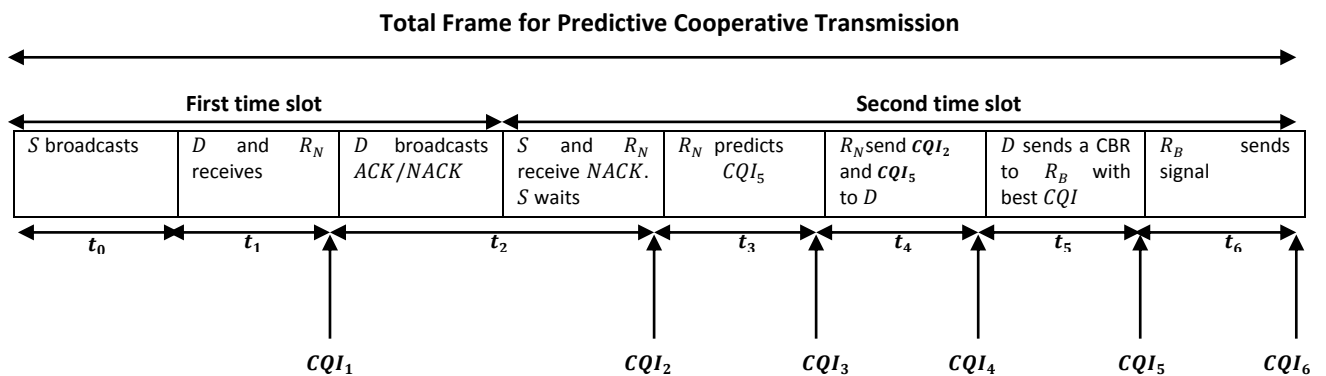 Total Frame for Predictive Cooperative Transmission
First time slot
Second time slot
S broadcasts
D and R_N
receives
D broadcasts
ACK/NACK
S and R_N
receive NACK.
S waits
R_N predicts
CQI_5
R_N send CQI_2
and CQI_5
to D
D sends a CBR
to R_B with
best CQI
R_B sends
signal
t_0
t_1
t_2
t_3
t_4
t_5
t_6
CQI_1
CQI_2
CQI_3
CQI_4
CQI_5
CQI_6